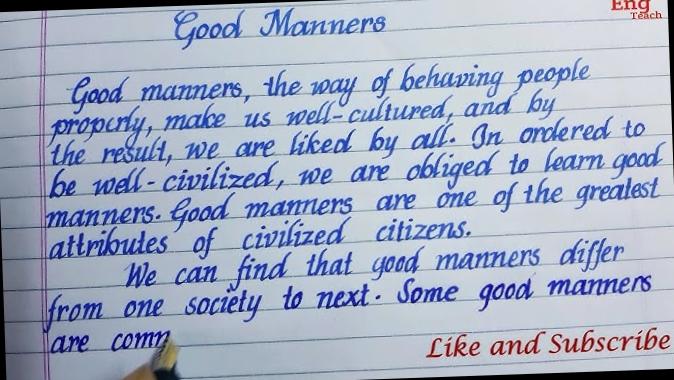 Eng
Teach
Good Manners
Good manners, the way of behaving people
properly, make us well-cultured, and by
the result, we are liked by all. In ordered to
be well-civilized, we are obliged to learn good
manners. Good manners are one of the greatest
attributes of civilized citizens.
We can find that good manners differ
from one society to next. Some good manners
are comm
Like and Subscribe